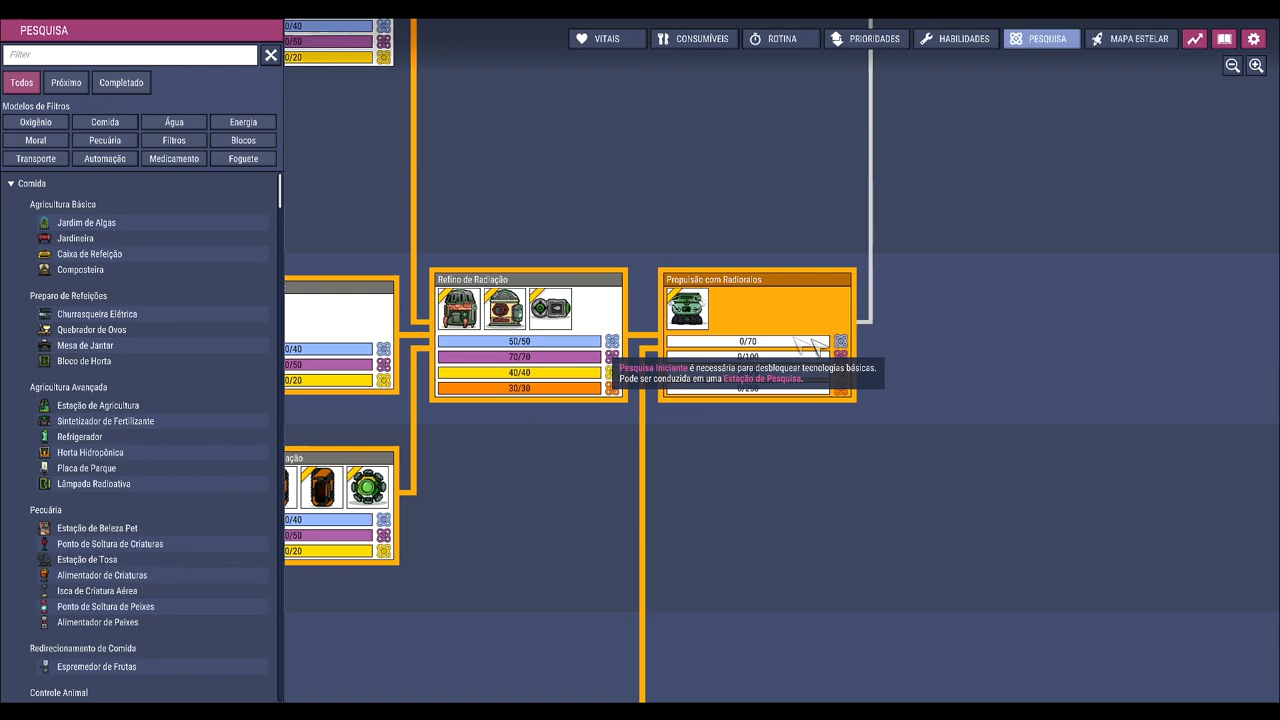 PESQUISA
Filter
Todos
Próximo
Completado
Modelos de Filtros
Oxigênio
Comida
Água
Energia
Moral
Pecuária
Filtros
Blocos
Transporte
Automação
Medicamento
Foguete
Comida
Agricultura Básica
Jardim de Algas
Jardineira
Caixa de Refeição
Composteira
Preparo de Refeições
Churrasqueira Elétrica
Quebrador de Ovos
Mesa de Jantar
Bloco de Horta
Agricultura Avançada
Estação de Agricultura
Sintetizador de Fertilizante
Refrigerador
Horta Hidropônica
Placa de Parque
Lâmpada Radioativa
Pecuária
Estação de Beleza Pet
Ponto de Soltura de Criaturas
Estação de Tosa
Alimentador de Criaturas
Isca de Criatura Aérea
Ponto de Soltura de Peixes
Alimentador de Peixes
Redirecionamento de Comida
Espremedor de Frutas
Controle Animal
VITAIS
CONSUMÍVEIS
ROTINA
PRIORIDADES
HABILIDADES
PESQUISA
MAPA ESTELAR
0/40
0/50
0/20
0/40
0/50
0/20
Refino de Radiação
50/50
70/70
40/40
30/30
Propulsão com Radioraios
0/70
0/100
Pesquisa Iniciante é necessária para desbloquear tecnologias básicas.
Pode ser conduzida em uma Estação de Pesquisa.
ação
0/40
0/50
0/20